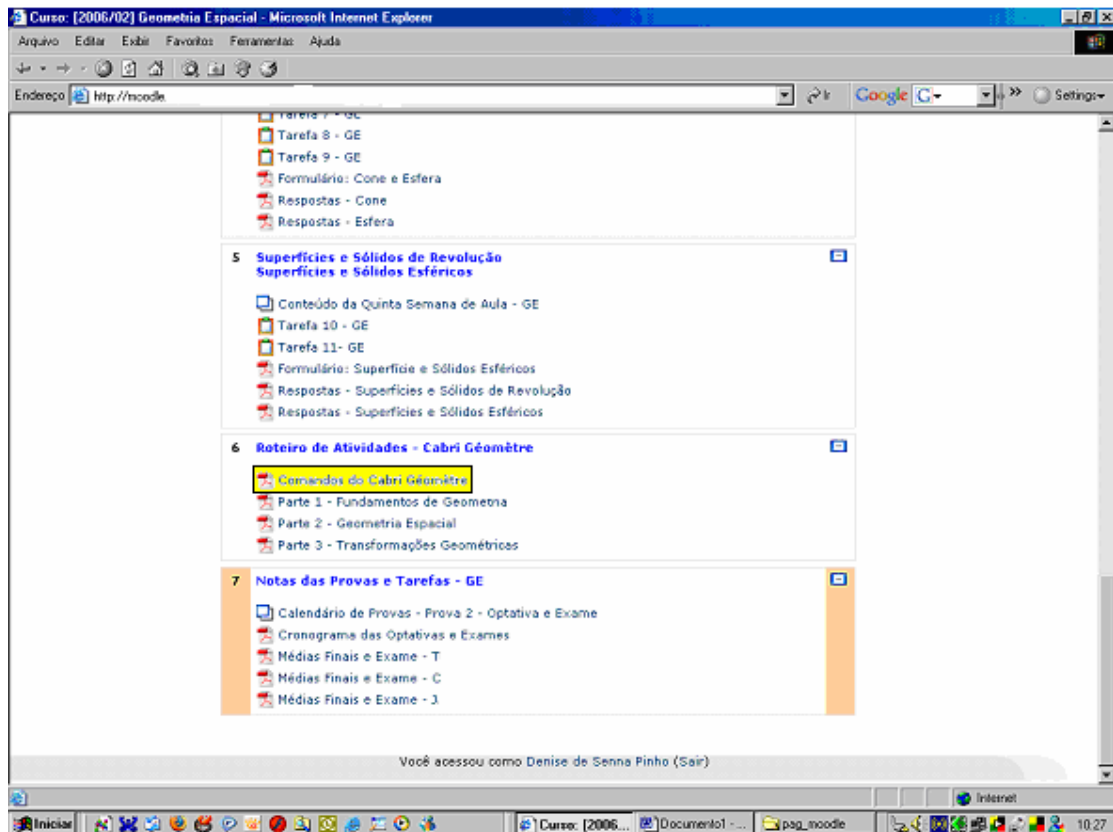 Curso: [2006/02] Geometria Espacial - Microsoft Internet Explorer
Arquivo Editar Exibir Favoritos Ferramentas Ajuda
Endereço http://moodle. Ir Google G Settings
Tarefa 7 - GE
Tarefa 8 - GE
Tarefa 9 - GE
Formulário: Cone e Esfera
Respostas - Cone
Respostas - Esfera
5 Superfícies e Sólidos de Revolução
Superfícies e Sólidos Esféricos
Conteúdo da Quinta Semana de Aula - GE
Tarefa 10 - GE
Tarefa 11- GE
Formulário: Superfície e Sólidos Esféricos
Respostas - Superfícies e Sólidos de Revolução
Respostas - Superfícies e Sólidos Esféricos
6 Roteiro de Atividades - Cabri Géomètre
Comandos do Cabri Géomètre
Parte 1 - Fundamentos de Geometria
Parte 2 - Geometria Espacial
Parte 3 - Transformações Geométricas
7 Notas das Provas e Tarefas - GE
Calendário de Provas - Prova 2 - Optativa e Exame
Cronograma das Optativas e Exames
Médias Finais e Exame - T
Médias Finais e Exame - C
Médias Finais e Exame - J
Você acessou como Denise de Senna Pinho (Sair)
Internet
Iniciar Curso: [2006... Documento1 - ... pag_moodle 10:27